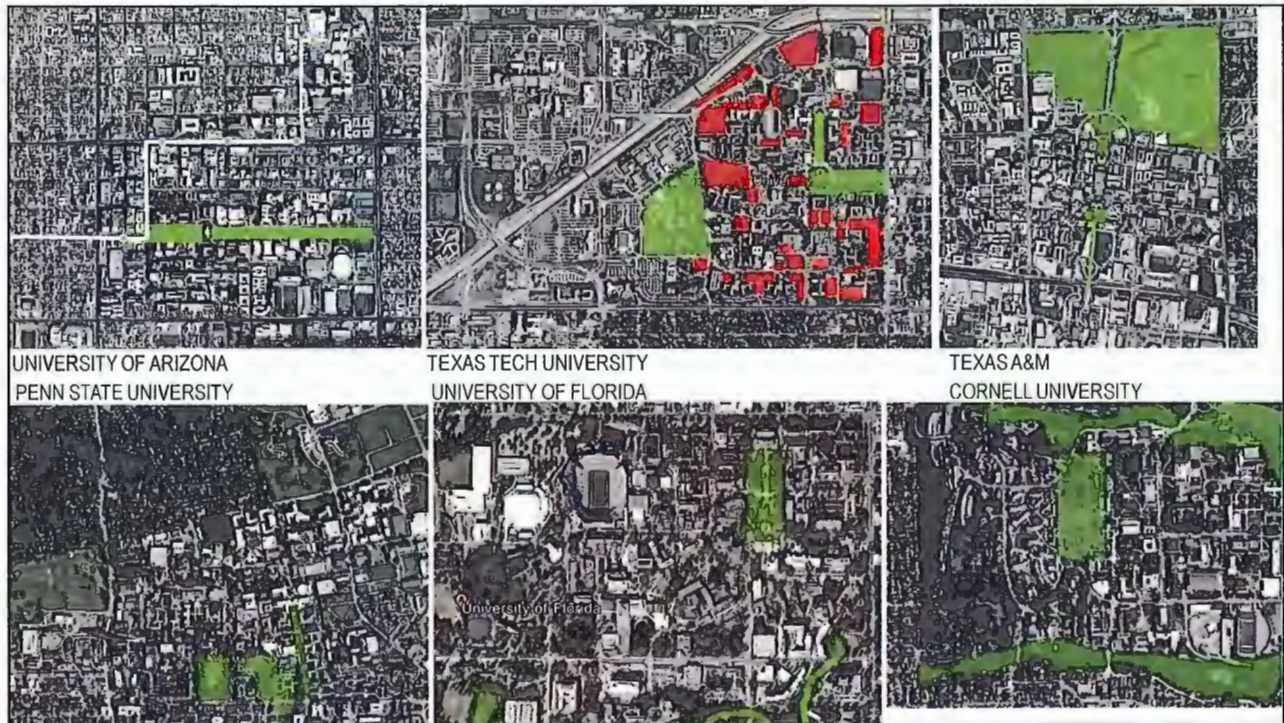 UNIVERSITY OF ARIZONA
TEXAS TECH UNIVERSITY
TEXAS A&M
PENN STATE UNIVERSITY
UNIVERSITY OF FLORIDA
CORNELL UNIVERSITY
University of Florida